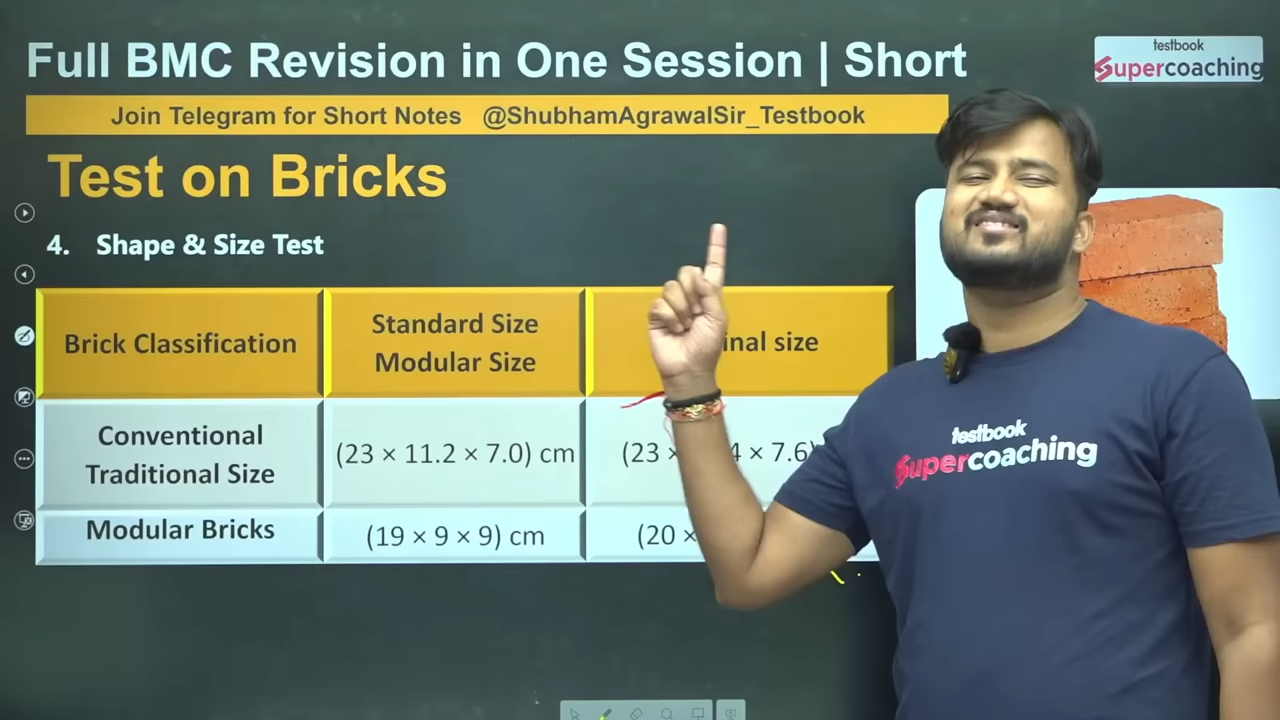 Full BMC Revision in One Session | Short
testbook
Supercoaching
Join Telegram for Short Notes @ShubhamAgrawalSir_Testbook
Test on Bricks
4. Shape & Size Test
Brick Classification
Standard Size
Modular Size
inal size
Conventional
Traditional Size
(23 × 11.2 × 7.0) cm
(23 × 4 × 7.6)
Modular Bricks
(19 × 9 × 9) cm
(20 ×
testbook
Supercoaching